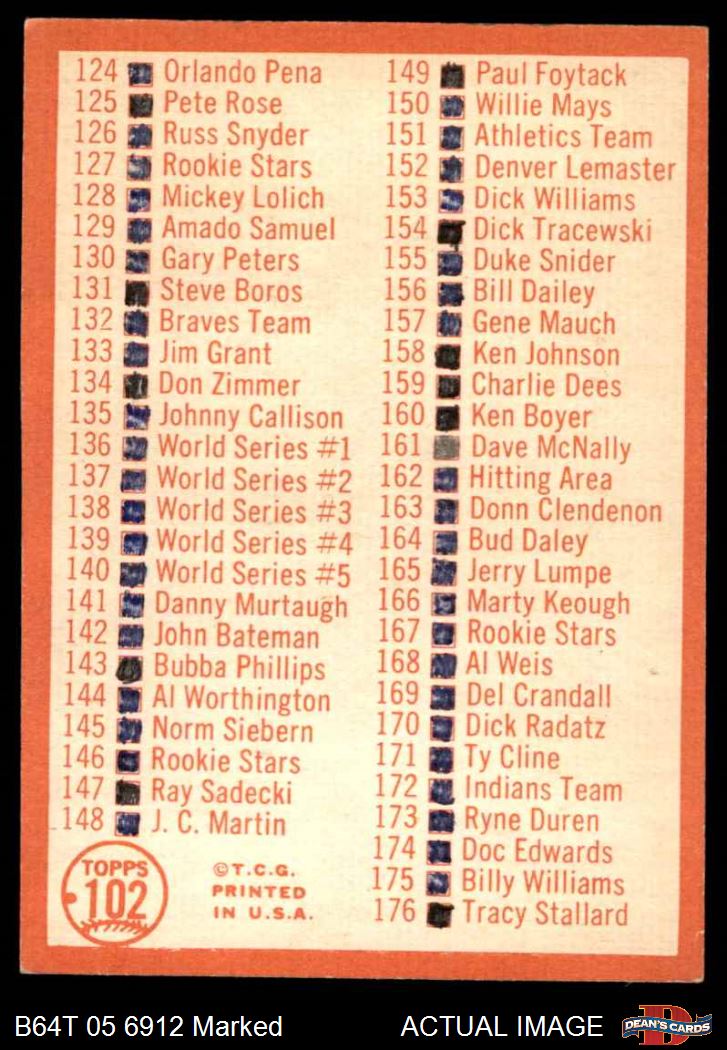 124 Orlando Pena
125 Pete Rose
126 Russ Snyder
127 Rookie Stars
128 Mickey Lolich
129 Amado Samuel
130 Gary Peters
131 Steve Boros
132 Braves Team
133 Jim Grant
134 Don Zimmer
135 Johnny Callison
136 World Series #1
137 World Series #2
138 World Series #3
139 World Series #4
140 World Series #5
141 Danny Murtaugh
142 John Bateman
143 Bubba Phillips
144 Al Worthington
145 Norm Siebern
146 Rookie Stars
147 Ray Sadecki
148 J. C. Martin
149 Paul Foytack
150 Willie Mays
151 Athletics Team
152 Denver Lemaster
153 Dick Williams
154 Dick Tracewski
155 Duke Snider
156 Bill Dailey
157 Gene Mauch
158 Ken Johnson
159 Charlie Dees
160 Ken Boyer
161 Dave McNally
162 Hitting Area
163 Donn Clendenon
164 Bud Daley
165 Jerry Lumpe
166 Marty Keough
167 Rookie Stars
168 Al Weis
169 Del Crandall
170 Dick Radatz
171 Ty Cline
172 Indians Team
173 Ryne Duren
174 Doc Edwards
175 Billy Williams
176 Tracy Stallard
TOPPS
102
©T.C.G.
PRINTED
IN U.S.A.
B64T 05 6912 Marked
ACTUAL IMAGE
D
DEAN'S CARDS